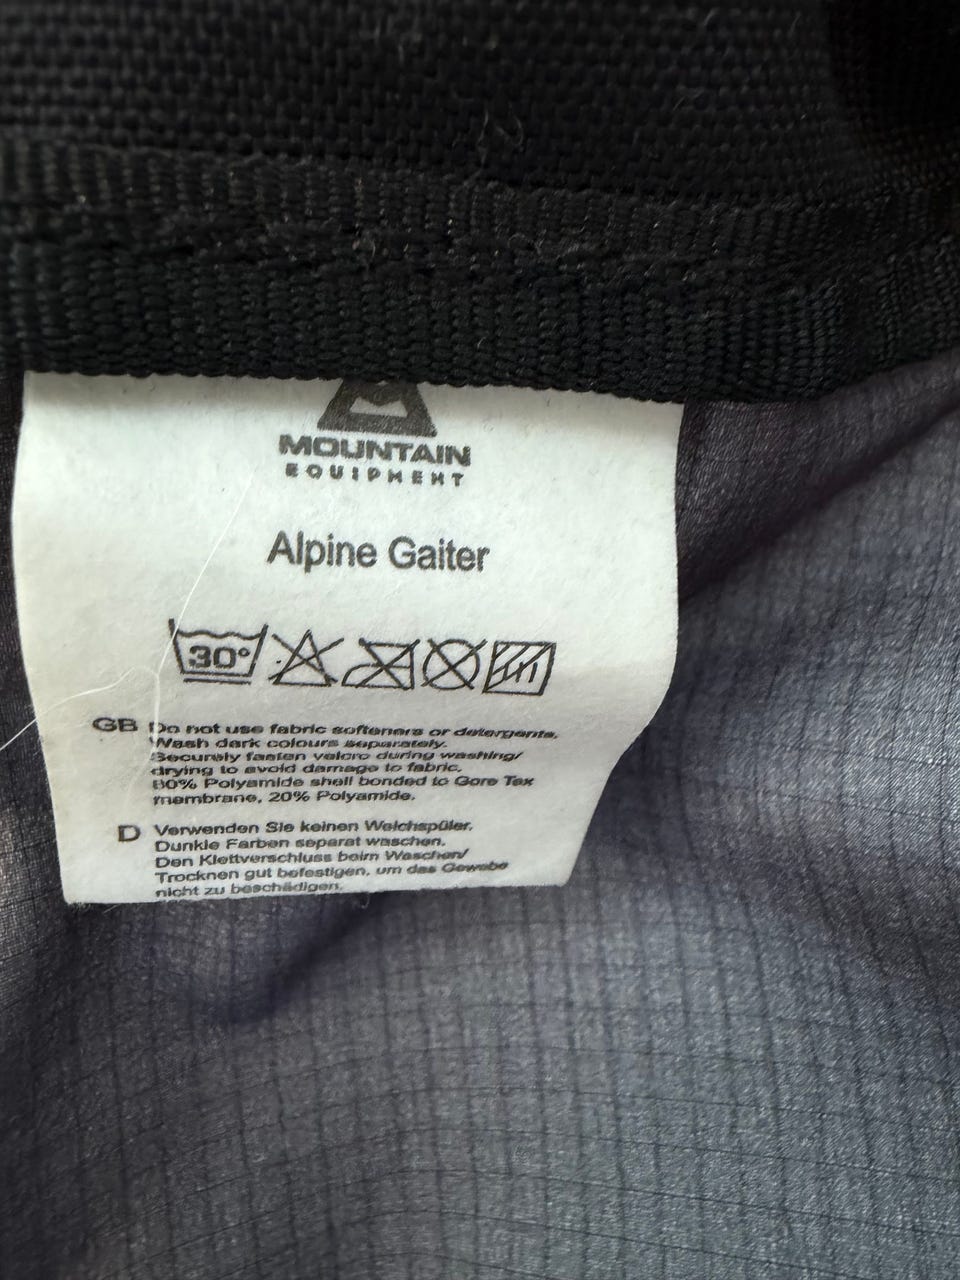 MOUNTAIN
EQUIPMENT
Alpine Gaiter
30°
GB Do not use fabric softeners or detergents.
Wash dark colours separately.
Securely fasten velcro during washing/
drying to avoid damage to fabric.
80% Polyamide shell bonded to Gore Tex
membrane, 20% Polyamide.
D Verwenden Sie keinen Weichspüler.
Dunkle Farben separat waschen.
Den Klettverschluss beim Waschen/
Trocknen gut befestigen, um das Gewebe
nicht zu beschädigen.